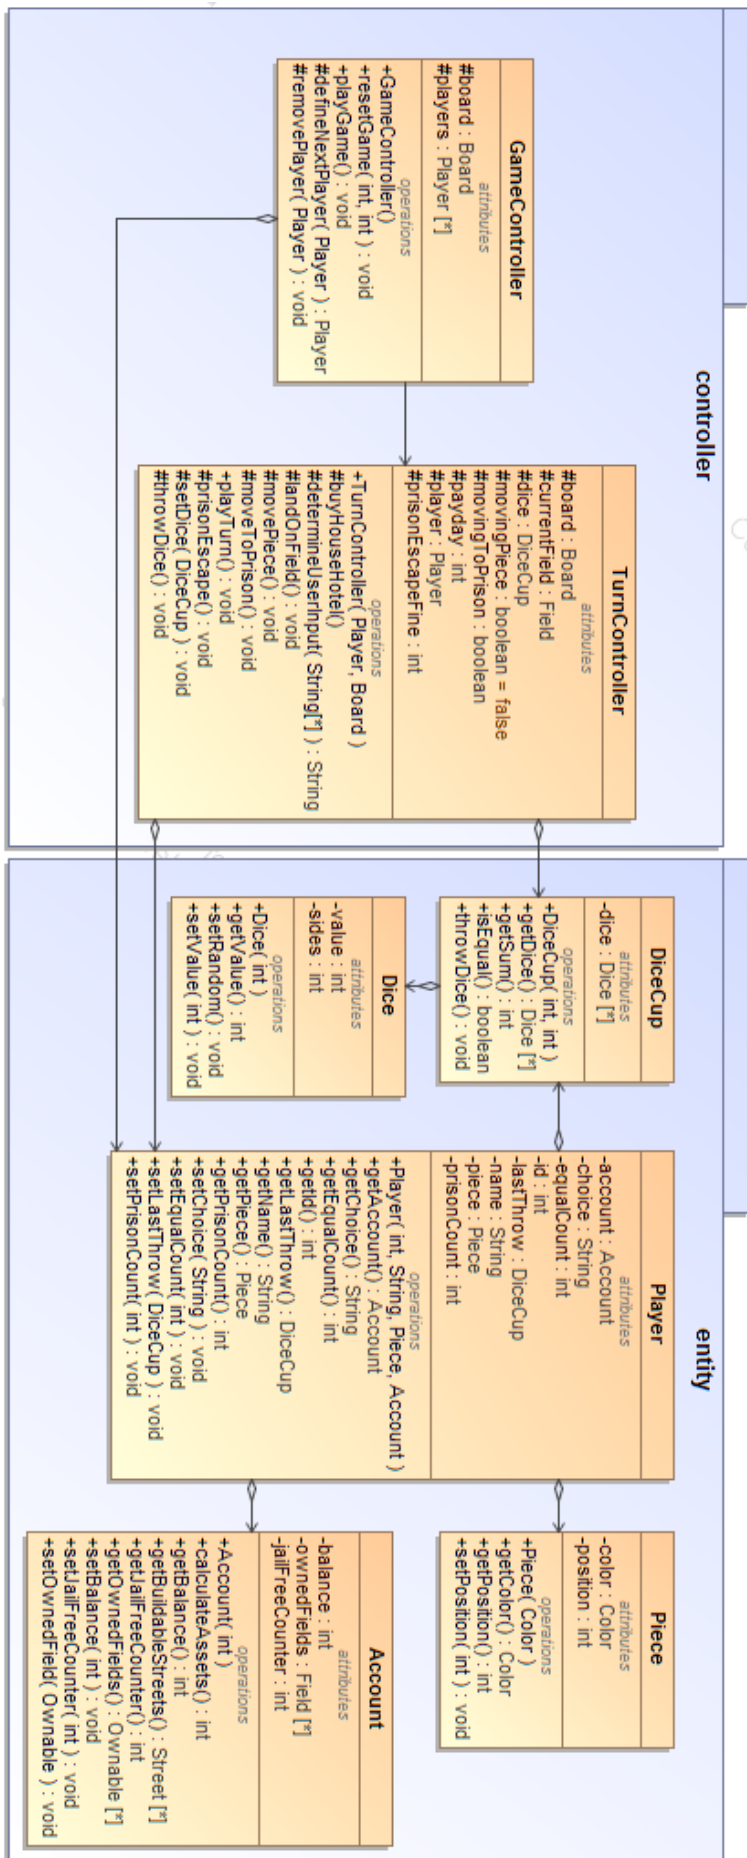 controller
GameController
attributes
#board : Board
#players : Player [*]
operations
+GameController()
+resetGame( int, int ) : void
+playGame() : void
#defineNextPlayer( Player ) : Player
#removePlayer( Player ) : void
TurnController
attributes
#board : Board
#currentField : Field
#dice : DiceCup
#movingPiece : boolean = false
#movingToPrison : boolean
#payday : int
#player : Player
#prisonEscapeFine : int
operations
+TurnController( Player, Board )
#buyHouseHotel()
#determineUserInput( String[*] ) : String
#landOnField() : void
#movePiece() : void
#moveToPrison() : void
+playTurn() : void
#prisonEscape() : void
#setDice( DiceCup ) : void
#throwDice() : void
entity
DiceCup
attributes
-dice : Dice [*]
operations
+DiceCup( int, int )
+getDice() : Dice [*]
+getSum() : int
+isEqual() : boolean
+throwDice() : void
Dice
attributes
-value : int
-sides : int
operations
+Dice( int )
+getValue() : int
+setRandom() : void
+setValue( int ) : void
Player
attributes
-account : Account
-choice : String
-equalCount : int
-id : int
-lastThrow : DiceCup
-name : String
-piece : Piece
-prisonCount : int
operations
+Player( int, String, Piece, Account )
+getAccount() : Account
+getChoice() : String
+getEqualCount() : int
+getId() : int
+getLastThrow() : DiceCup
+getName() : String
+getPiece() : Piece
+getPrisonCount() : int
+setChoice( String ) : void
+setEqualCount( int ) : void
+setLastThrow( DiceCup ) : void
+setPrisonCount( int ) : void
Piece
attributes
-color : Color
-position : int
operations
+Piece( Color )
+getColor() : Color
+getPosition() : int
+setPosition( int ) : void
Account
attributes
-balance : int
-ownedFields : Field [*]
-jailFreeCounter : int
operations
+Account( int )
+calculateAssets() : int
+getBalance() : int
+getBuildableStreets() : Street [*]
+getJailFreeCounter() : int
+getOwnedFields() : Ownable [*]
+setBalance( int ) : void
+setJailFreeCounter( int ) : void
+setOwnedField( Ownable ) : void